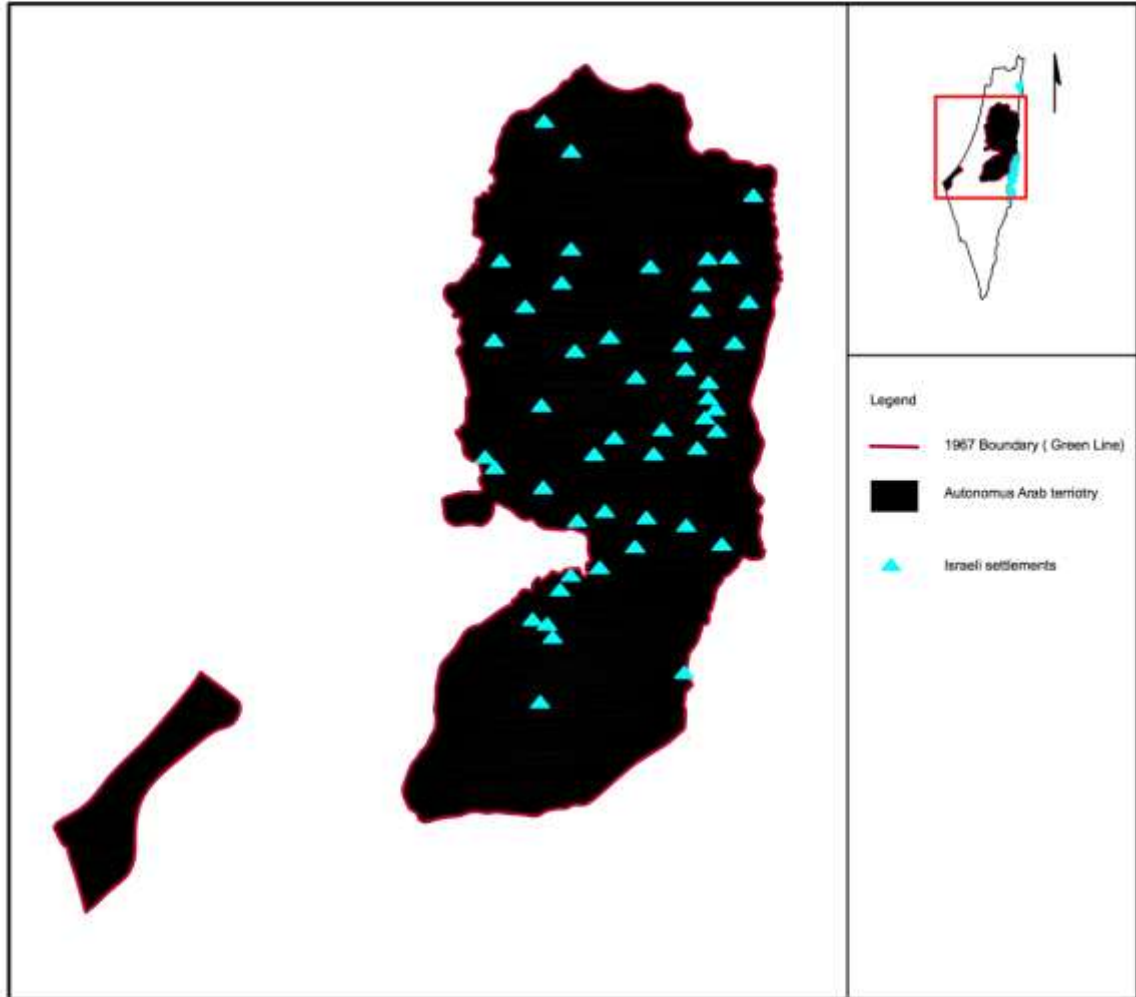 Legend
1967 Boundary ( Green Line)
Autonomus Arab terriotry
Israeli settlements